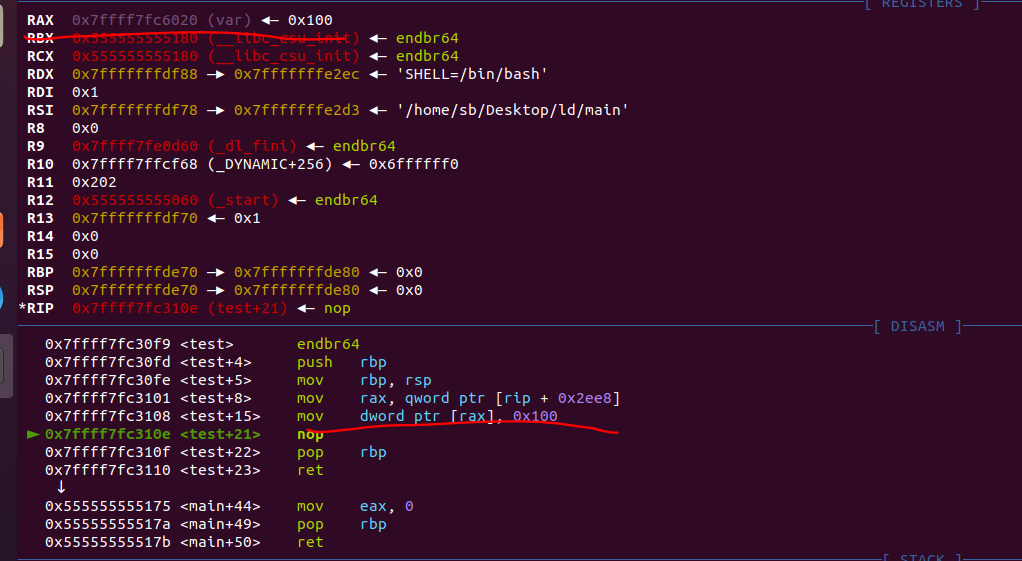 [ REGISTERS ]
RAX 0x7ffff7fc6020 (var) ◂— 0x100
RBX 0x555555555180 (__libc_csu_init) ◂— endbr64
RCX 0x555555555180 (__libc_csu_init) ◂— endbr64
RDX 0x7fffffffdf88 —▸ 0x7fffffffe2ec ◂— 'SHELL=/bin/bash'
RDI 0x1
RSI 0x7fffffffdf78 —▸ 0x7fffffffe2d3 ◂— '/home/sb/Desktop/ld/main'
R8 0x0
R9 0x7ffff7fe0d60 (_dl_fini) ◂— endbr64
R10 0x7ffff7ffcf68 (_DYNAMIC+256) ◂— 0x6ffffff0
R11 0x202
R12 0x555555555060 (_start) ◂— endbr64
R13 0x7fffffffdf70 ◂— 0x1
R14 0x0
R15 0x0
RBP 0x7fffffffde70 —▸ 0x7fffffffde80 ◂— 0x0
RSP 0x7fffffffde70 —▸ 0x7fffffffde80 ◂— 0x0
*RIP 0x7ffff7fc310e (test+21) ◂— nop
[ DISASM ]
0x7ffff7fc30f9 <test> endbr64
0x7ffff7fc30fd <test+4> push rbp
0x7ffff7fc30fe <test+5> mov rbp, rsp
0x7ffff7fc3101 <test+8> mov rax, qword ptr [rip + 0x2ee8]
0x7ffff7fc3108 <test+15> mov dword ptr [rax], 0x100
► 0x7ffff7fc310e <test+21> nop
0x7ffff7fc310f <test+22> pop rbp
0x7ffff7fc3110 <test+23> ret
↓
0x555555555175 <main+44> mov eax, 0
0x55555555517a <main+49> pop rbp
0x55555555517b <main+50> ret
[ STACK ]